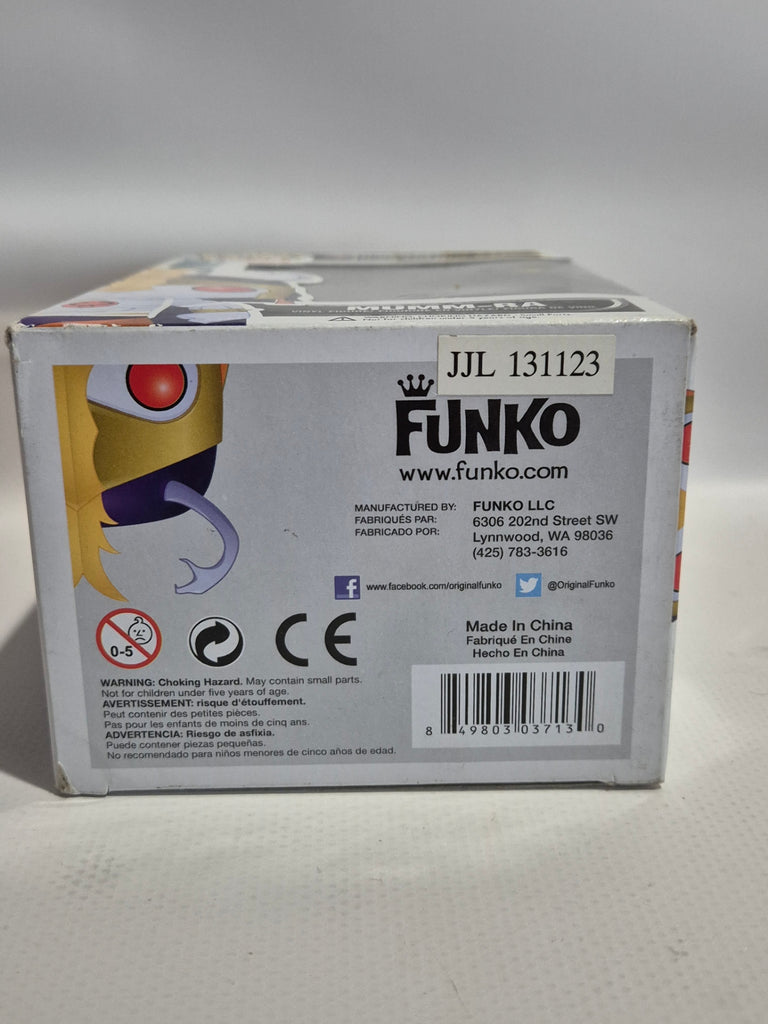 MUMM-RA
JJL 131123
FUNKO
www.funko.com
MANUFACTURED BY:
FABRIQUÉS PAR:
FABRICADO POR:
FUNKO LLC
6306 202nd Street SW
Lynnwood, WA 98036
(425) 783-3616
www.facebook.com/originalfunko
@OriginalFunko
0-5
Made In China
Fabriqué En Chine
Hecho En China
WARNING: Choking Hazard. May contain small parts.
Not for children under five years of age.
AVERTISSEMENT: risque d'étouffement.
Peut contenir des petites pièces.
Pas pour les enfants de moins de cinq ans.
ADVERTENCIA: Riesgo de asfixia.
Puede contener piezas pequeñas.
No recomendado para niños menores de cinco años de edad.
8 49803 03713 0